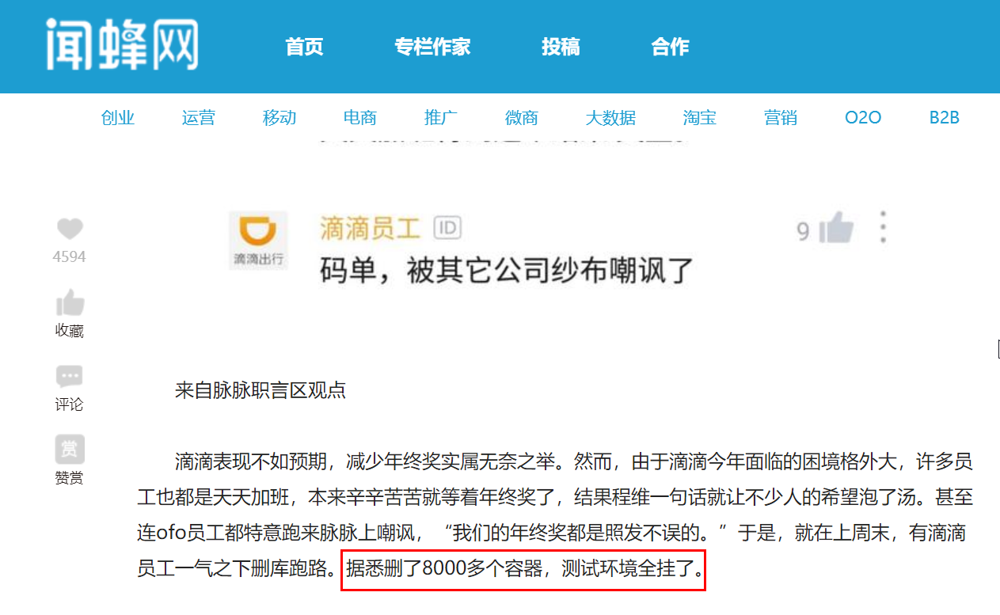 闻蜂网
首页 专栏作家 投稿 合作
创业 运营 移动 电商 推广 微商 大数据 淘宝 营销 O2O B2B
滴滴员工 ID
9
滴滴出行
码单，被其它公司纱布嘲讽了
4594
收藏
评论
赏
赞赏
来自脉脉职言区观点
滴滴表现不如预期，减少年终奖实属无奈之举。然而，由于滴滴今年面临的困境格外大，许多员
工也都是天天加班，本来辛辛苦苦就等着年终奖了，结果程维一句话就让不少人的希望泡了汤。甚至
连ofo员工都特意跑来脉脉上嘲讽，“我们的年终奖都是照发不误的。”于是，就在上周末，有滴滴
员工一气之下删库跑路。据悉删了8000多个容器，测试环境全挂了。